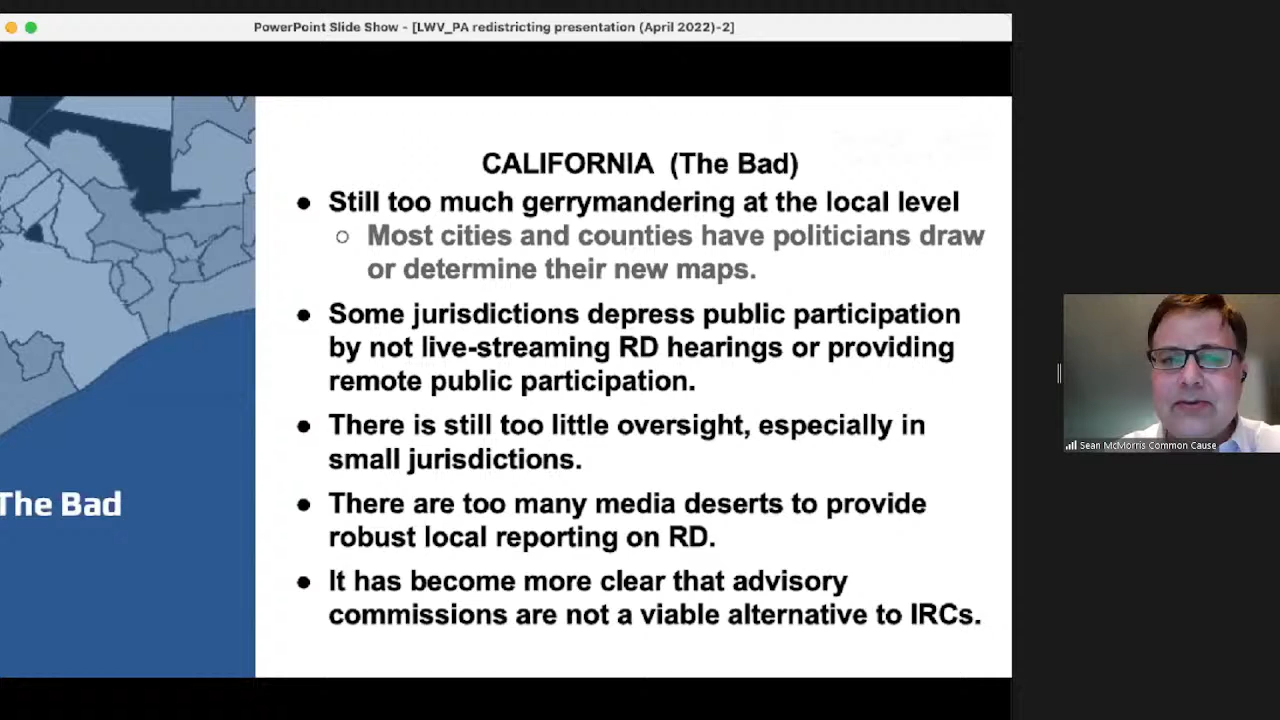 PowerPoint Slide Show - [LWV_PA redistricting presentation (April 2022)-2]
CALIFORNIA (The Bad)
● Still too much gerrymandering at the local level
○ Most cities and counties have politicians draw
or determine their new maps.
● Some jurisdictions depress public participation
by not live-streaming RD hearings or providing
remote public participation.
● There is still too little oversight, especially in
small jurisdictions.
● There are too many media deserts to provide
robust local reporting on RD.
● It has become more clear that advisory
commissions are not a viable alternative to IRCs.
The Bad
Sean McMorris Common Cause